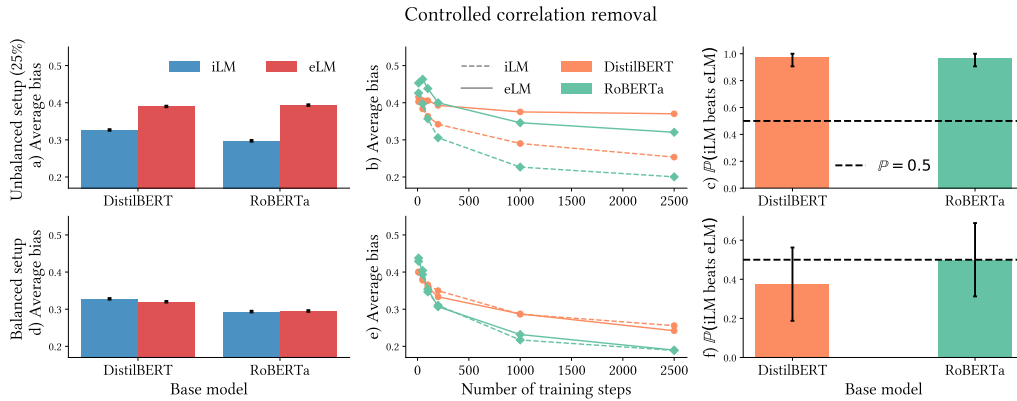 Controlled correlation removal
Unbalanced setup (25%)
a) Average bias
0.5
0.4
0.3
0.2
iLM
eLM
DistilBERT
RoBERTa
b) Average bias
0.5
0.4
0.3
0.2
iLM
eLM
DistilBERT
RoBERTa
0
500
1000
1500
2000
2500
c) ℙ(iLM beats eLM)
1.0
0.8
0.6
0.4
0.2
0.0
ℙ = 0.5
DistilBERT
RoBERTa
Balanced setup
d) Average bias
0.5
0.4
0.3
0.2
DistilBERT
RoBERTa
Base model
e) Average bias
0.5
0.4
0.3
0.2
0
500
1000
1500
2000
2500
Number of training steps
f) ℙ(iLM beats eLM)
0.6
0.4
0.2
0.0
DistilBERT
RoBERTa
Base model